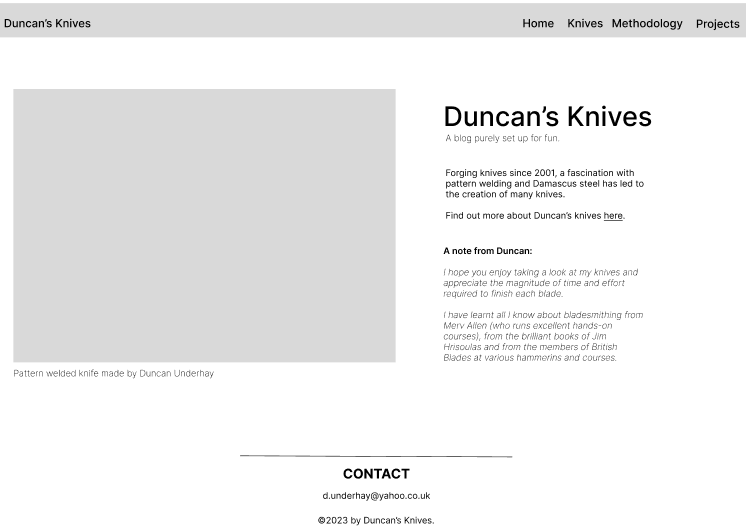 Duncan’s Knives
Home Knives Methodology Projects
Duncan’s Knives
A blog purely set up for fun.
Forging knives since 2001, a fascination with
pattern welding and Damascus steel has led to
the creation of many knives.
Find out more about Duncan’s knives here.
A note from Duncan:
I hope you enjoy taking a look at my knives and
appreciate the magnitude of time and effort
required to finish each blade.
I have learnt all I know about bladesmithing from
Merv Allen (who runs excellent hands-on
courses), from the brilliant books of Jim
Hrisoulas and from the members of British
Blades at various hammerins and courses.
Pattern welded knife made by Duncan Underhay
CONTACT
d.underhay@yahoo.co.uk
©2023 by Duncan’s Knives.